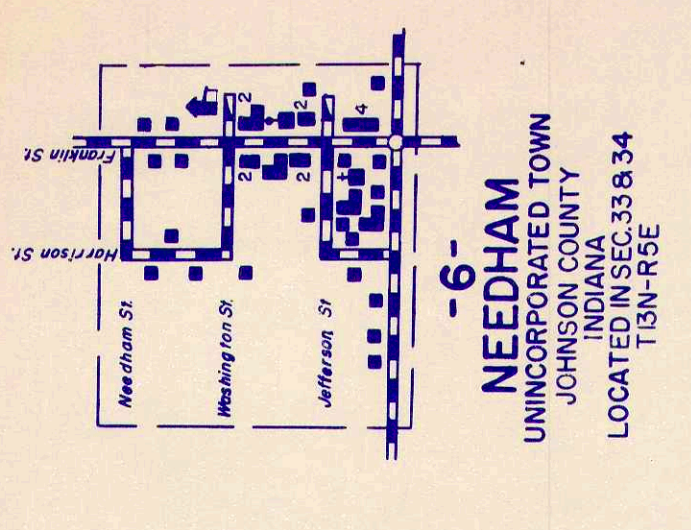 Franklin St.
Harrison St.
Needham St.
Washington St.
Jefferson St
2
2
2
2
4
-6-
NEEDHAM
UNINCORPORATED TOWN
JOHNSON COUNTY
INDIANA
LOCATED IN SEC. 33 & 34
T13N-R5E